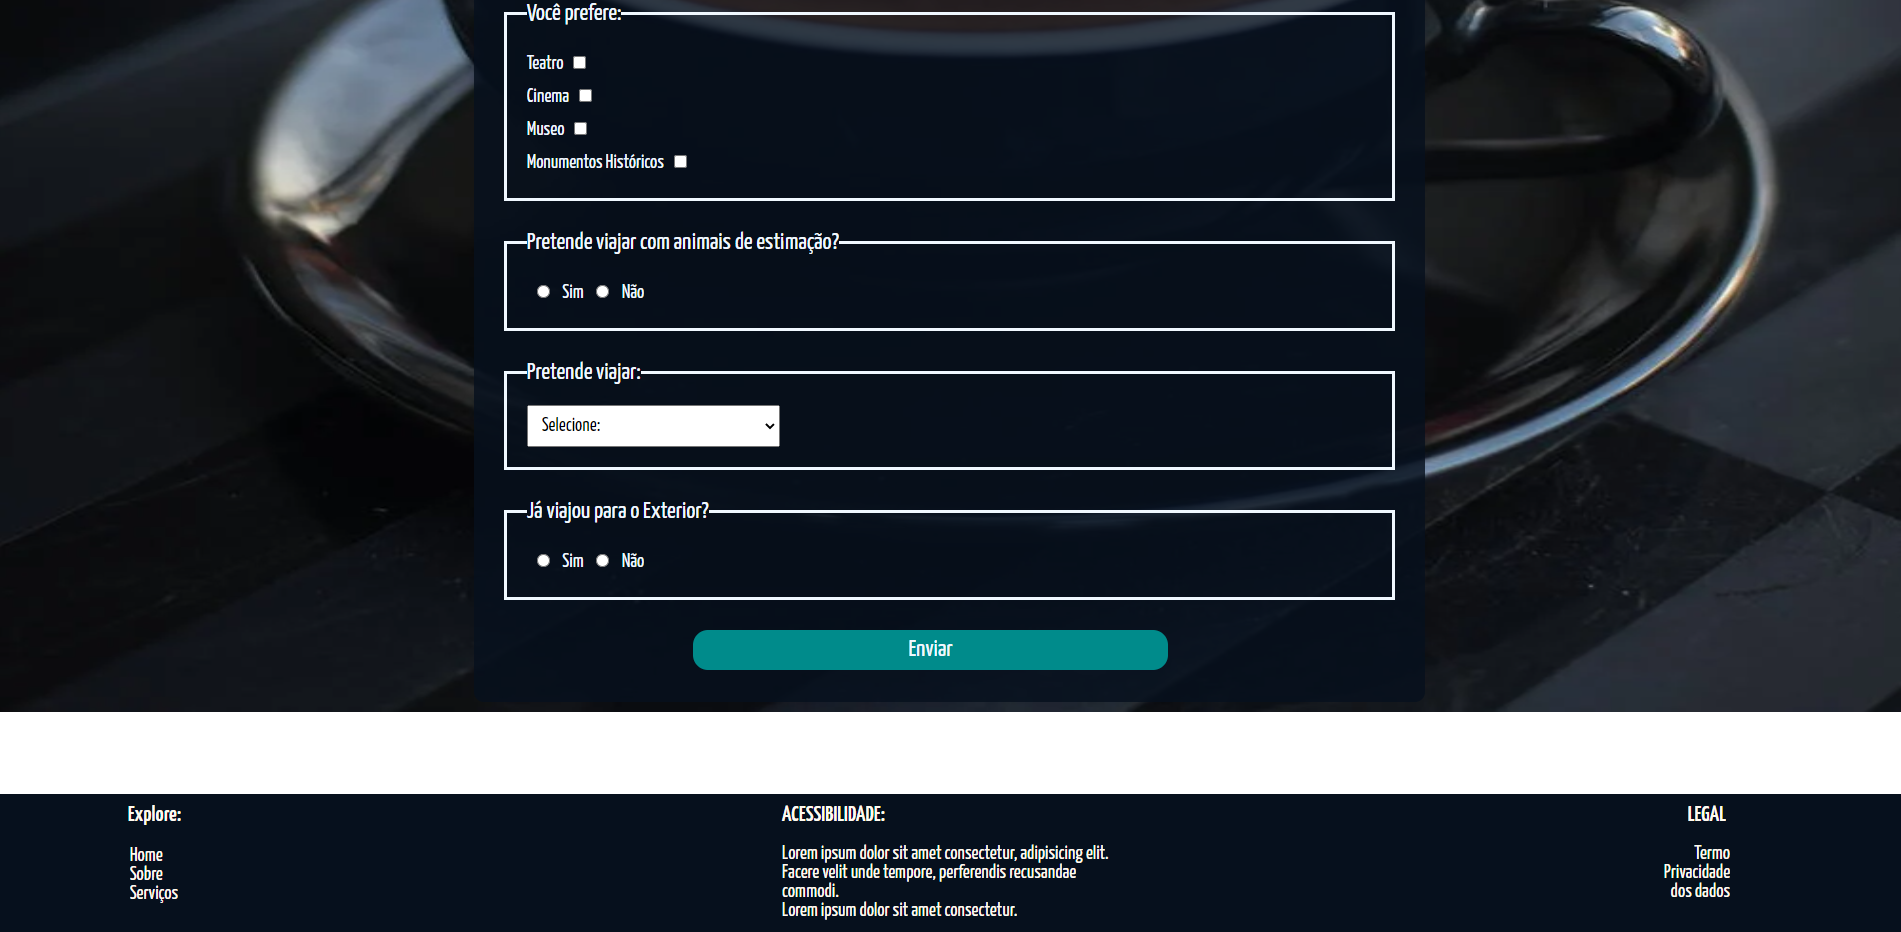 Você prefere:
Teatro
Cinema
Museo
Monumentos Históricos
Pretende viajar com animais de estimação?
Sim Não
Pretende viajar:
Selecione:
Já viajou para o Exterior?
Sim Não
Enviar
Explore:
Home
Sobre
Serviços
ACESSIBILIDADE:
Lorem ipsum dolor sit amet consectetur, adipisicing elit.
Facere velit unde tempore, perferendis recusandae
commodi.
Lorem ipsum dolor sit amet consectetur.
LEGAL
Termo
Privacidade
dos dados